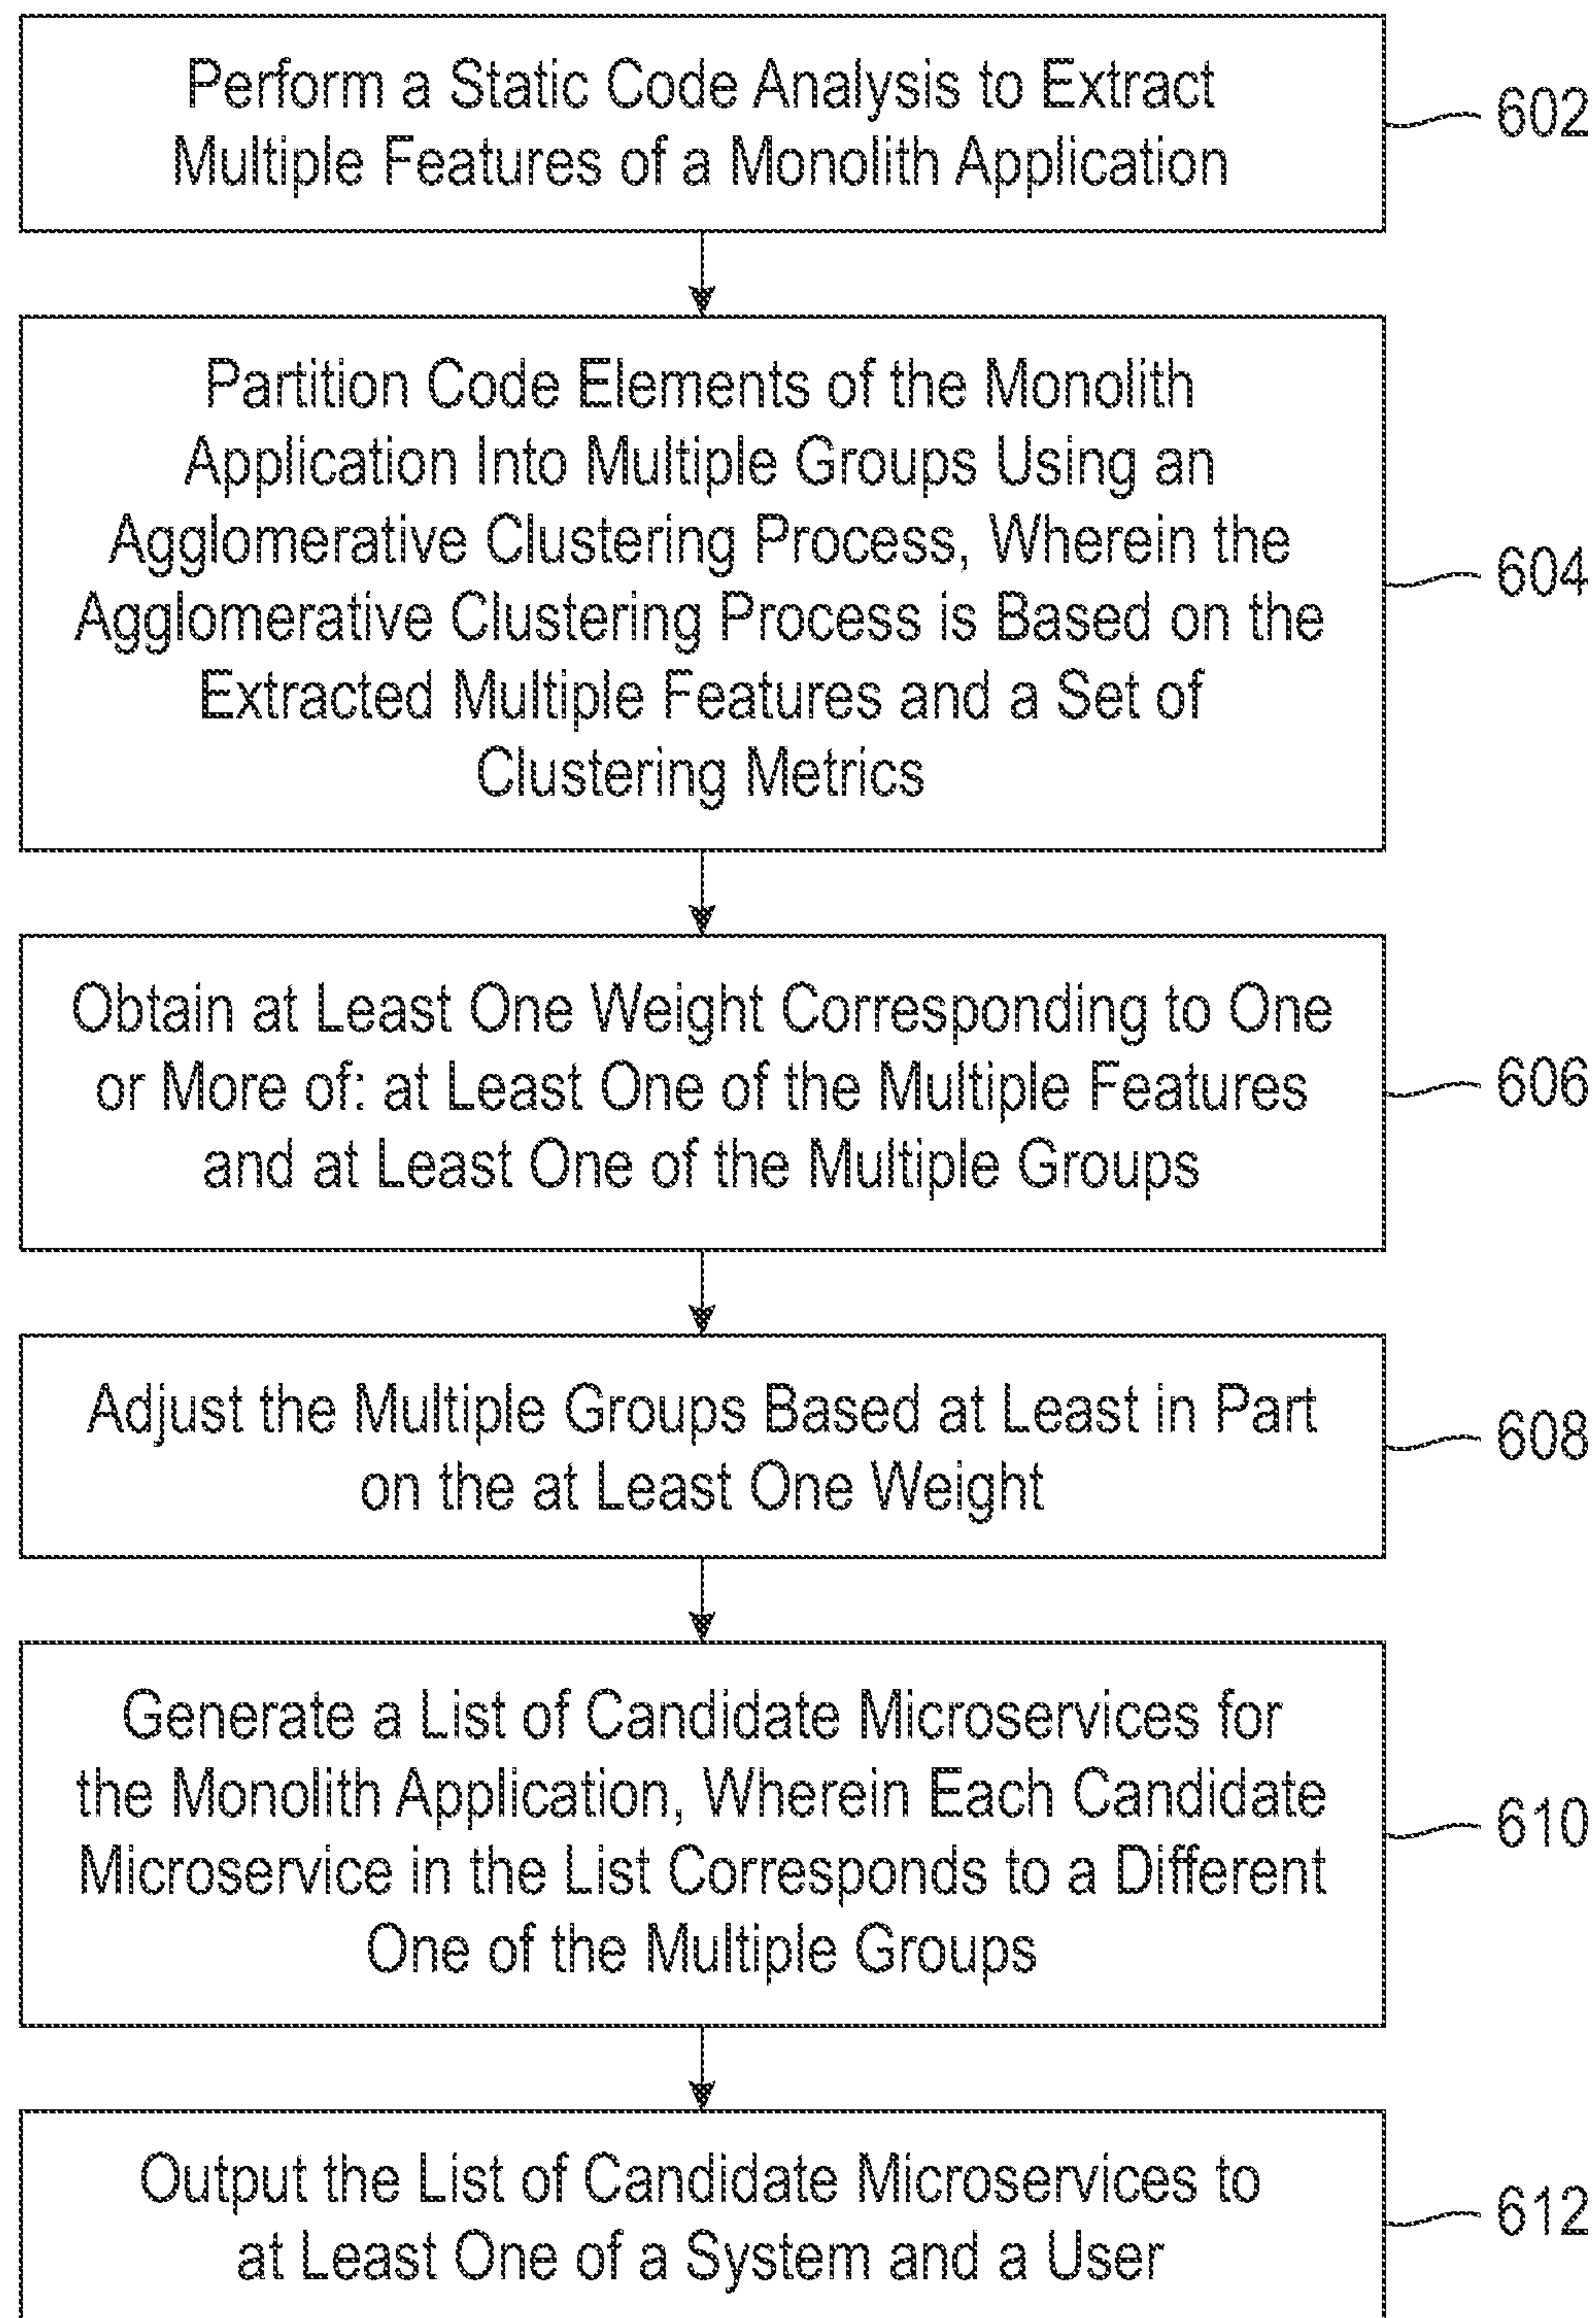 Perform a Static Code Analysis to Extract
Multiple Features of a Monolith Application
602
Partition Code Elements of the Monolith
Application Into Multiple Groups Using an
Agglomerative Clustering Process, Wherein the
Agglomerative Clustering Process is Based on the
Extracted Multiple Features and a Set of
Clustering Metrics
604
Obtain at Least One Weight Corresponding to One
or More of: at Least One of the Multiple Features
and at Least One of the Multiple Groups
606
Adjust the Multiple Groups Based at Least in Part
on the at Least One Weight
608
Generate a List of Candidate Microservices for
the Monolith Application, Wherein Each Candidate
Microservice in the List Corresponds to a Different
One of the Multiple Groups
610
Output the List of Candidate Microservices to
at Least One of a System and a User
612